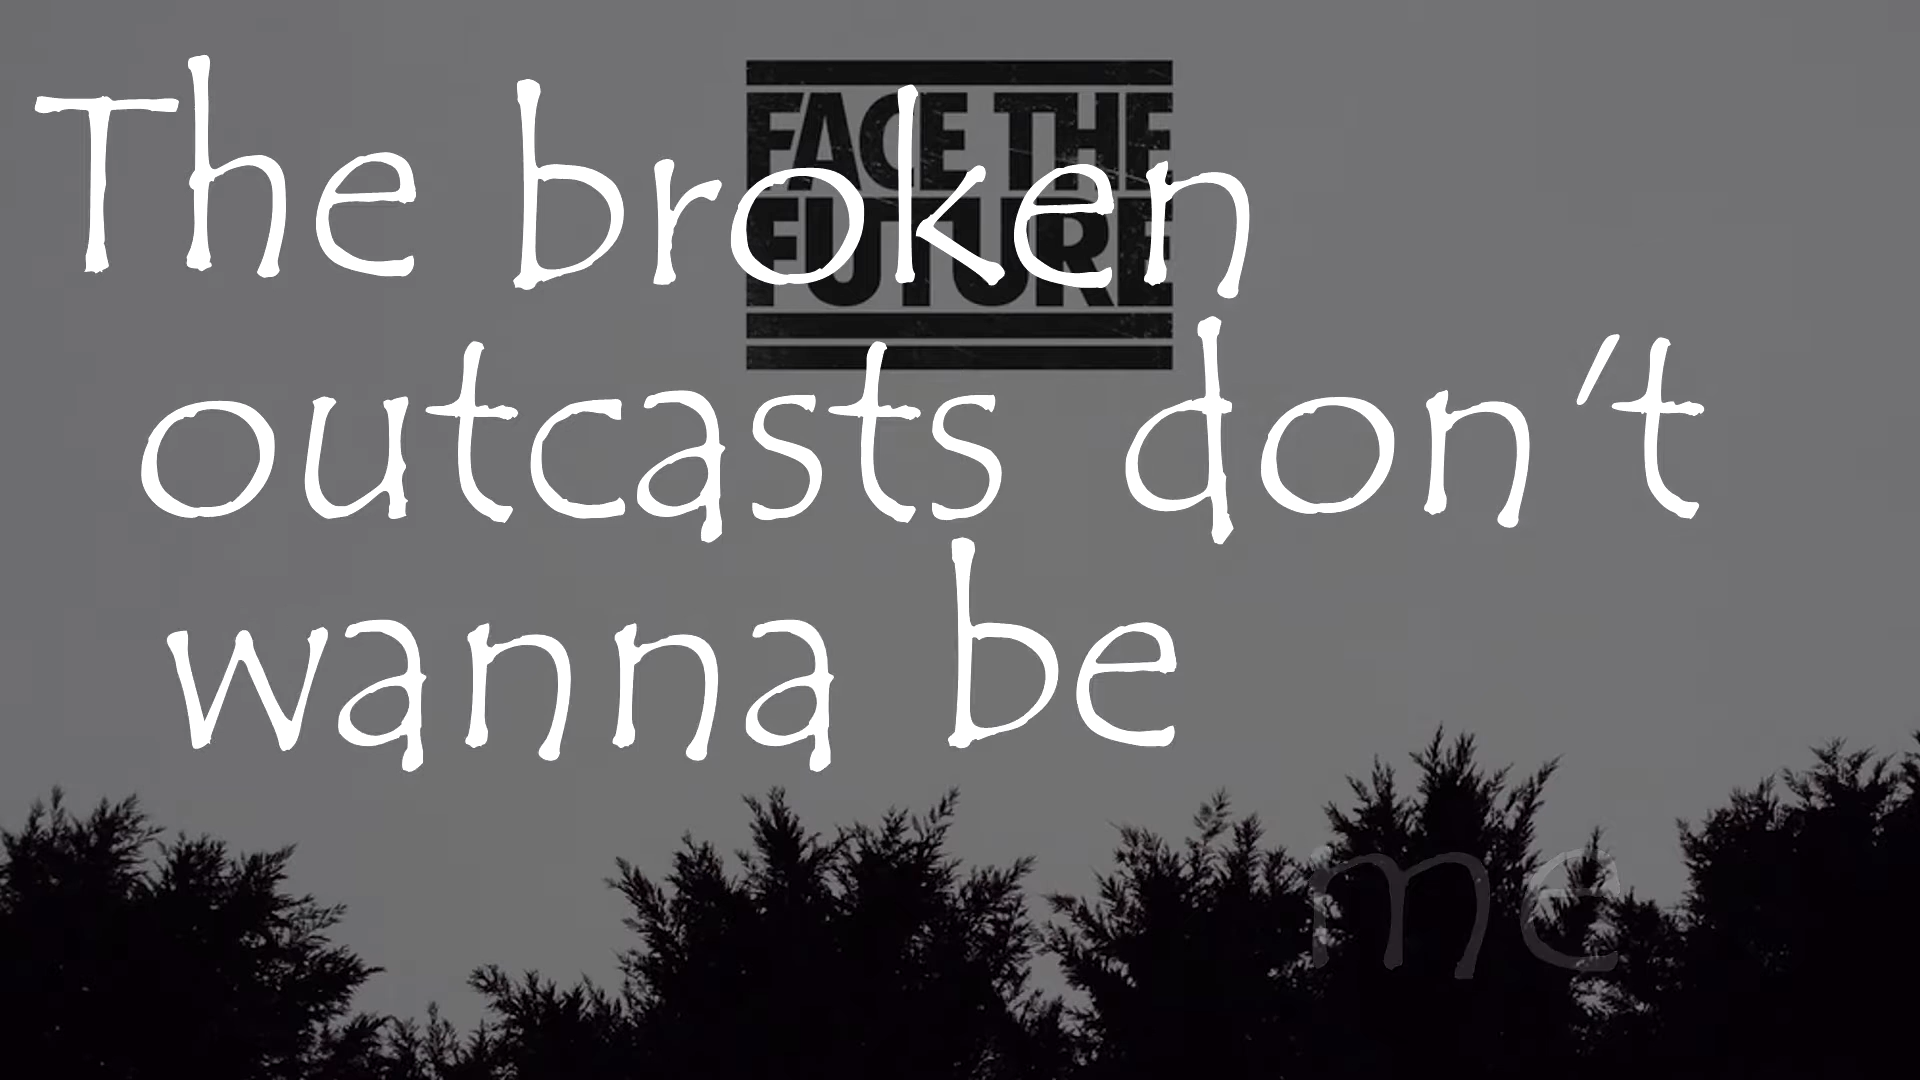 FACE THE
FUTURE
The broken
outcasts don't
wanna be
me